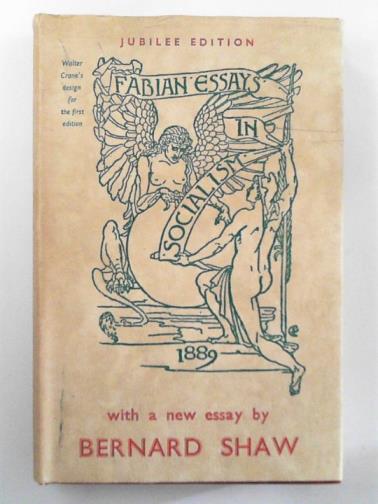 JUBILEE EDITION
Walter
Crane's
design
for
the first
edition
FABIAN ESSAYS
IN
SOCIALISM
1889
with a new essay by
BERNARD SHAW